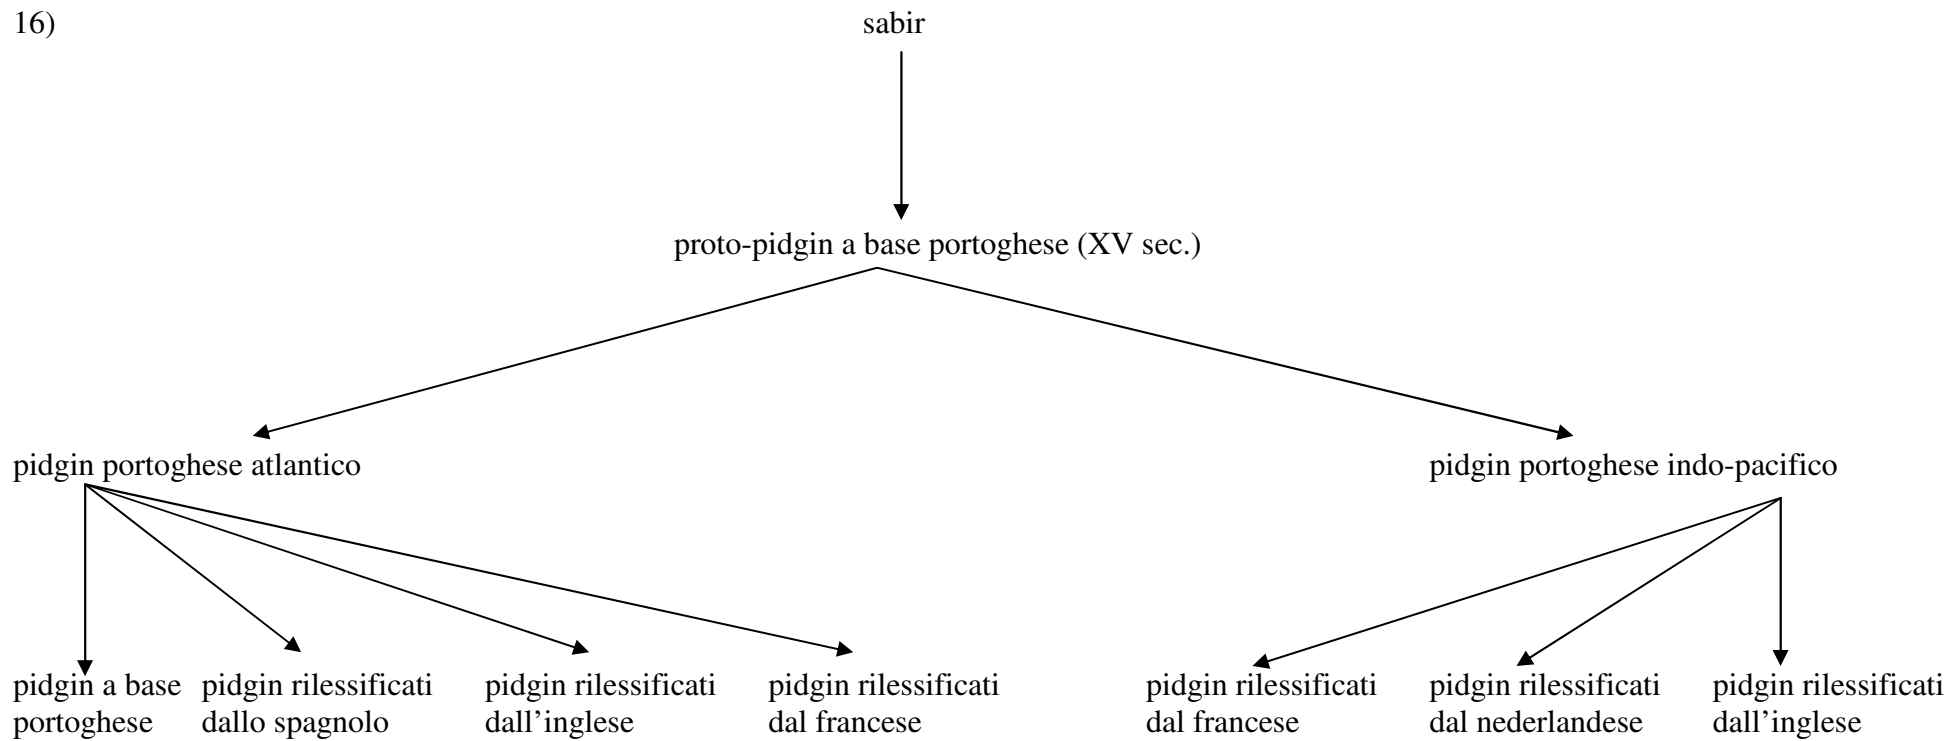 16)
sabir
proto-pidgin a base portoghese (XV sec.)
pidgin portoghese atlantico
pidgin portoghese indo-pacifico
pidgin a base
portoghese
pidgin rilessificati
dallo spagnolo
pidgin rilessificati
dall'inglese
pidgin rilessificati
dal francese
pidgin rilessificati
dal francese
pidgin rilessificati
dal nederlandese
pidgin rilessificati
dall'inglese